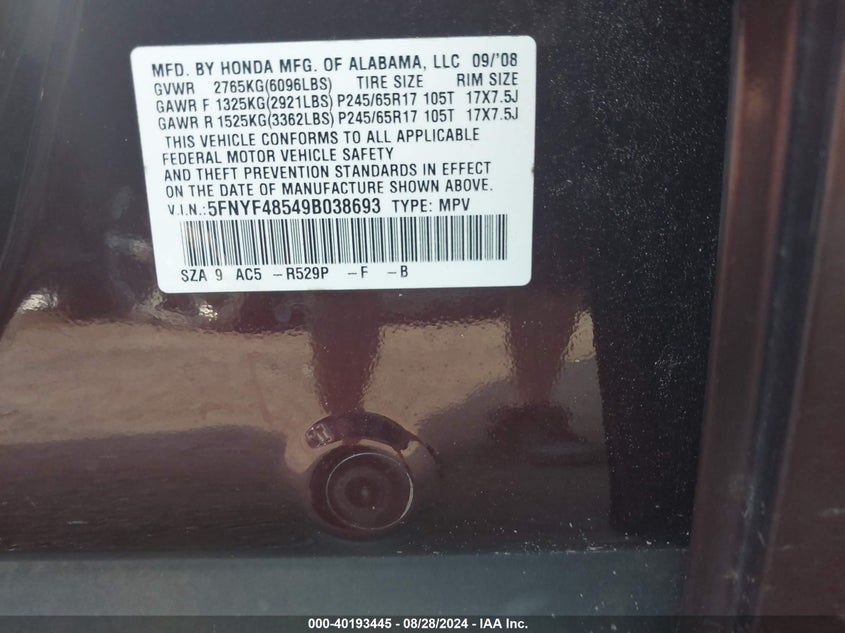 MFD. BY HONDA MFG. OF ALABAMA, LLC 09/'08
GVWR 2765KG(6096LBS) TIRE SIZE RIM SIZE
GAWR F 1325KG(2921LBS) P245/65R17 105T 17X7.5J
GAWR R 1525KG(3362LBS) P245/65R17 105T 17X7.5J
THIS VEHICLE CONFORMS TO ALL APPLICABLE
FEDERAL MOTOR VEHICLE SAFETY
AND THEFT PREVENTION STANDARDS IN EFFECT
ON THE DATE OF MANUFACTURE SHOWN ABOVE.
V.I.N.:5FNYF48549B038693 TYPE: MPV
SZA 9 AC5 -R529P -F -B
000-40193445 - 08/28/2024 - IAA Inc.